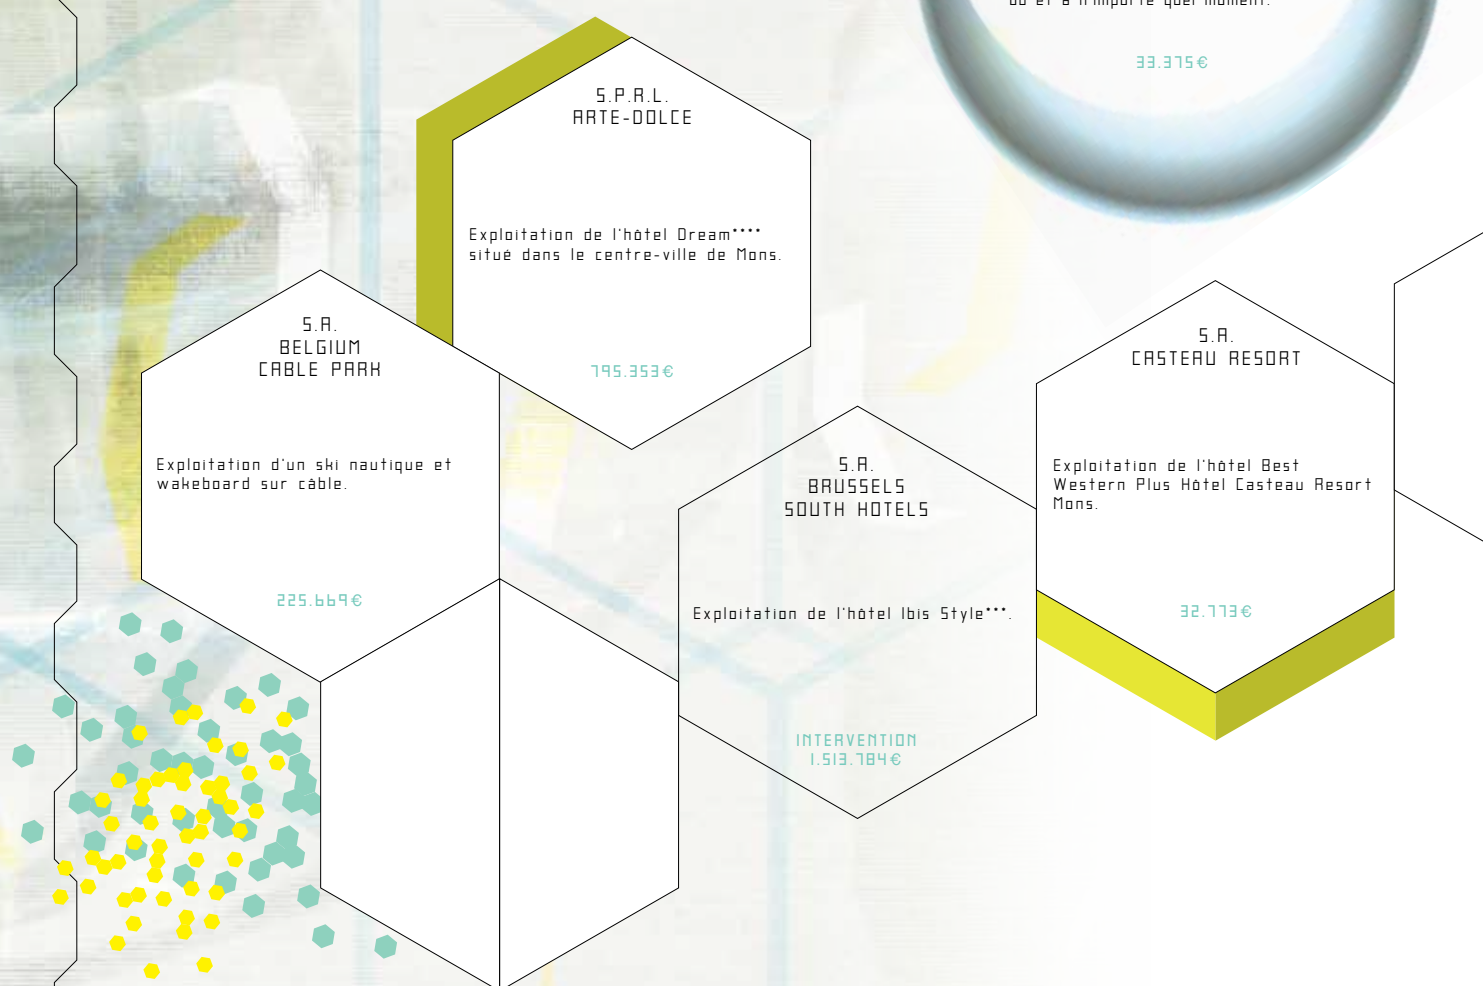 33.375€
S.P.R.L.
ARTE-DOLCE
Exploitation de l'hôtel Dream****
situé dans le centre-ville de Mons.
795.353€
S.A.
BELGIUM
CABLE PARK
Exploitation d'un ski nautique et
wakeboard sur câble.
225.669€
S.A.
BRUSSELS
SOUTH HOTELS
Exploitation de l'hôtel Ibis Style***.
INTERVENTION
1.513.784€
S.A.
CASTEAU RESORT
Exploitation de l'hôtel Best
Western Plus Hôtel Casteau Resort
Mons.
32.773€